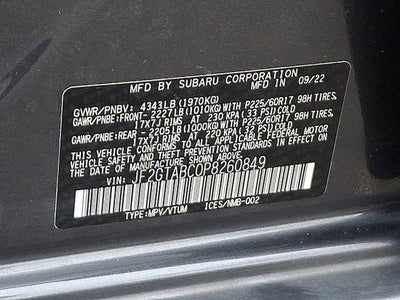 MFD BY SUBARU CORPORATION
MFD IN 09/22
GVWR/PNBV: 4343LB (1970KG)
GAWR/PNBE:FRONT- 2227LB(1010KG)WITH P225/60R17 98H TIRES,
17X7J RIMS AT 230 KPA(33 PSI)COLD
GAWR/PNBE:REAR - 2205LB(1000KG)WITH P225/60R17 98H TIRES,
17X7J RIMS AT 220 KPA(32 PSI)COLD
THIS VEHICLE CONFORMS TO ALL APPLICABLE FEDERAL MOTOR
VEHICLE SAFETY AND THEFT PREVENTION STANDARDS IN EFFECT ON
THE DATE OF MANUFACTURE SHOWN ABOVE.
JF2GTABC0P8260849
TYPE:MPV/VTUM ICES/NMB-002